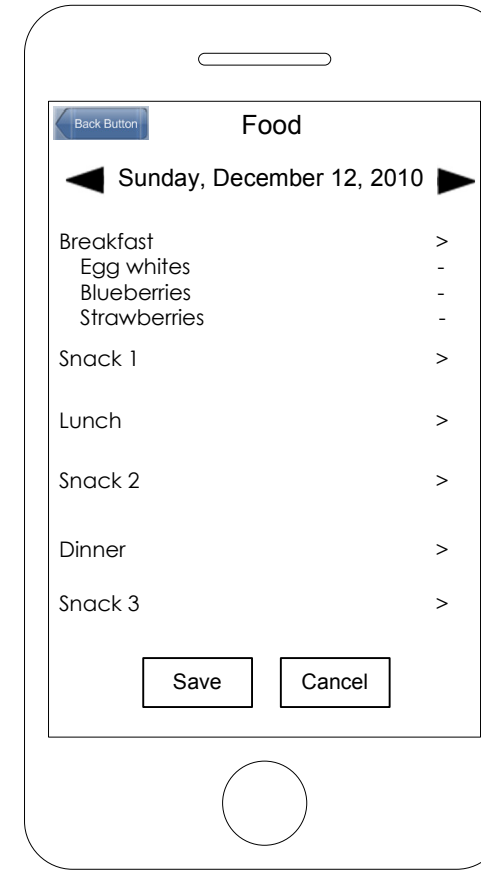 Back Button
Food
Sunday, December 12, 2010
Breakfast >
Egg whites -
Blueberries -
Strawberries -
Snack 1 >
Lunch >
Snack 2 >
Dinner >
Snack 3 >
Save Cancel